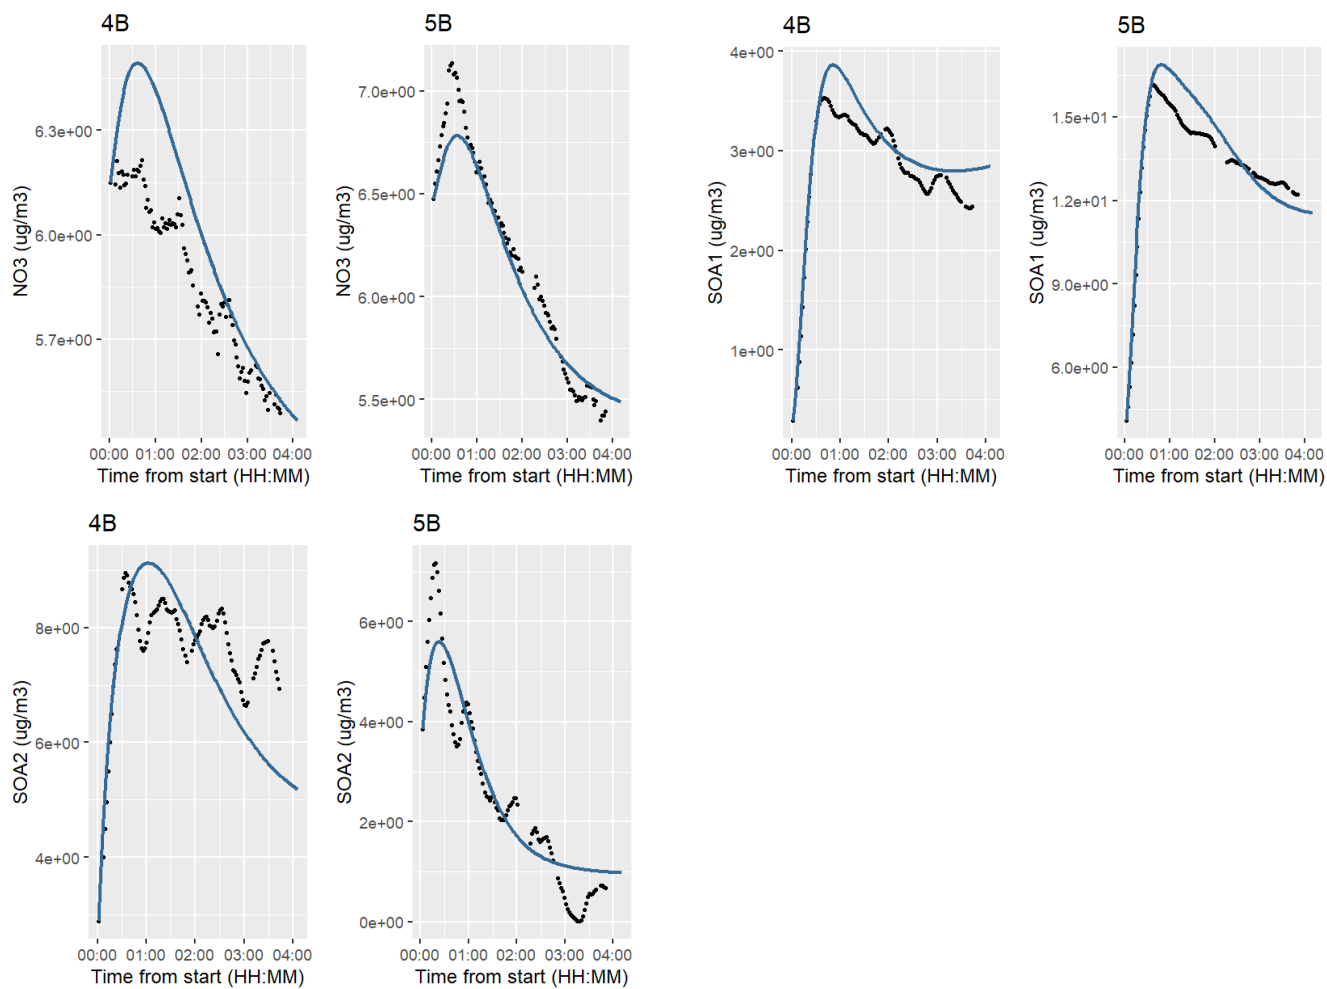 4B
NO3 (ug/m3)
6.3e+00
6.0e+00
5.7e+00
00:00 01:00 02:00 03:00 04:00
Time from start (HH:MM)
5B
NO3 (ug/m3)
7.0e+00
6.5e+00
6.0e+00
5.5e+00
00:00 01:00 02:00 03:00 04:00
Time from start (HH:MM)
4B
SOA1 (ug/m3)
4e+00
3e+00
2e+00
1e+00
00:00 01:00 02:00 03:00 04:00
Time from start (HH:MM)
5B
SOA1 (ug/m3)
1.5e+01
1.2e+01
9.0e+00
6.0e+00
00:00 01:00 02:00 03:00 04:00
Time from start (HH:MM)
4B
SOA2 (ug/m3)
8e+00
6e+00
4e+00
00:00 01:00 02:00 03:00 04:00
Time from start (HH:MM)
5B
SOA2 (ug/m3)
6e+00
4e+00
2e+00
0e+00
00:00 01:00 02:00 03:00 04:00
Time from start (HH:MM)